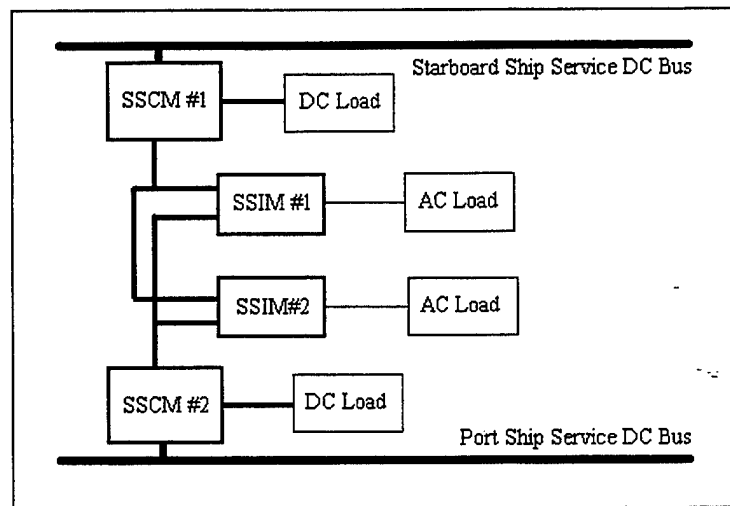 Starboard Ship Service DC Bus
SSCM #1
DC Load
SSIM #1
AC Load
SSIM#2
AC Load
SSCM #2
DC Load
Port Ship Service DC Bus